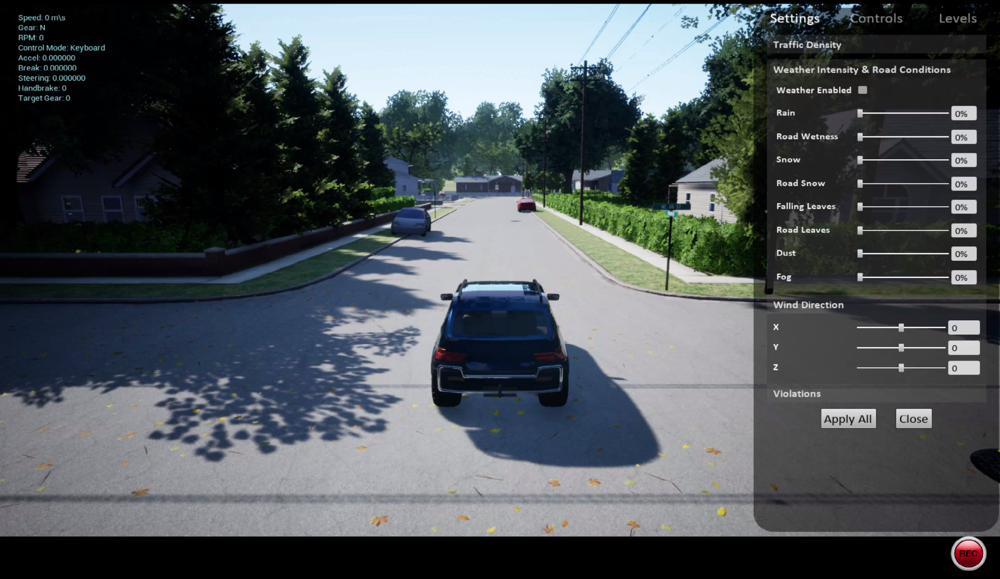 Speed: 0 m\s
Gear: N
RPM: 0
Control Mode: Keyboard
Accel: 0.000000
Break: 0.000000
Steering: 0.000000
Handbrake: 0
Target Gear: 0
Settings Controls Levels
Traffic Density
Weather Intensity & Road Conditions
Weather Enabled
Rain 0%
Road Wetness 0%
Snow 0%
Road Snow 0%
Falling Leaves 0%
Road Leaves 0%
Dust 0%
Fog 0%
Wind Direction
X 0
Y 0
Z 0
Violations
Apply All Close
REC